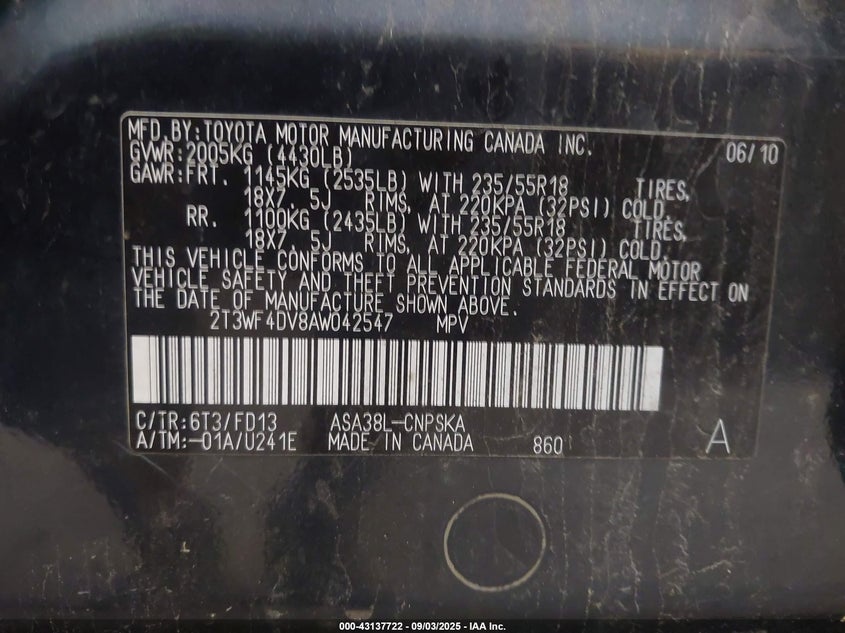 MFD.BY:TOYOTA MOTOR MANUFACTURING CANADA INC. 06/10
GVWR:2005KG (4430LB)
GAWR:FRT. 1145KG (2535LB) WITH 235/55R18 TIRES,
18X7. 5J RIMS, AT 220KPA (32PSI) COLD.
RR. 1100KG (2435LB) WITH 235/55R18 TIRES,
18X7. 5J RIMS, AT 220KPA (32PSI) COLD.
THIS VEHICLE CONFORMS TO ALL APPLICABLE FEDERAL MOTOR
VEHICLE SAFETY AND THEFT PREVENTION STANDARDS IN EFFECT ON
THE DATE OF MANUFACTURE SHOWN ABOVE.
2T3WF4DV8AW042547 MPV
C/TR:6T3/FD13 ASA38L-CNPSKA
A/TM:-01A/U241E MADE IN CANADA 860 A
000-43137722 - 09/03/2025 - IAA Inc.